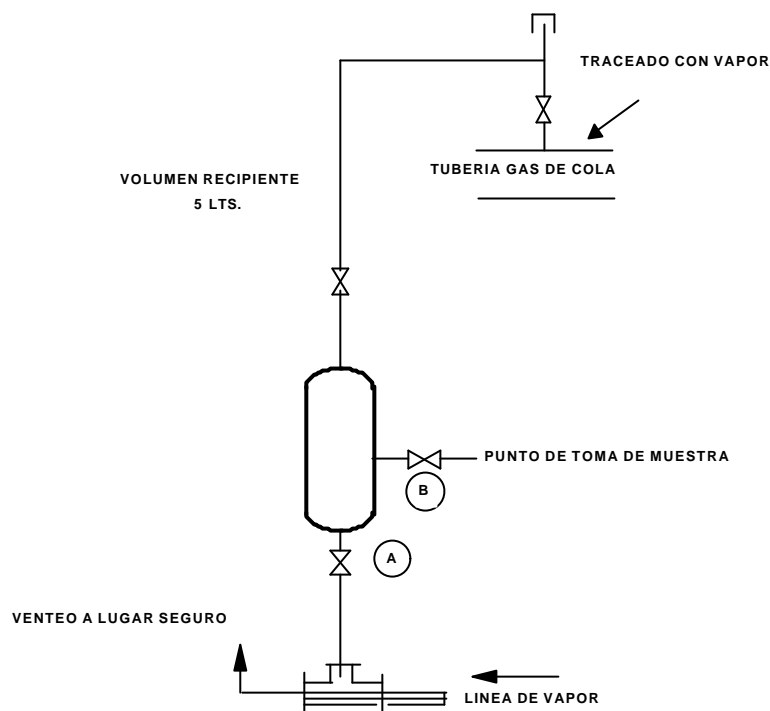 TRACEADO CON VAPOR
TUBERIA GAS DE COLA
VOLUMEN RECIPIENTE
5 LTS.
PUNTO DE TOMA DE MUESTRA
B
A
VENTEO A LUGAR SEGURO
LINEA DE VAPOR